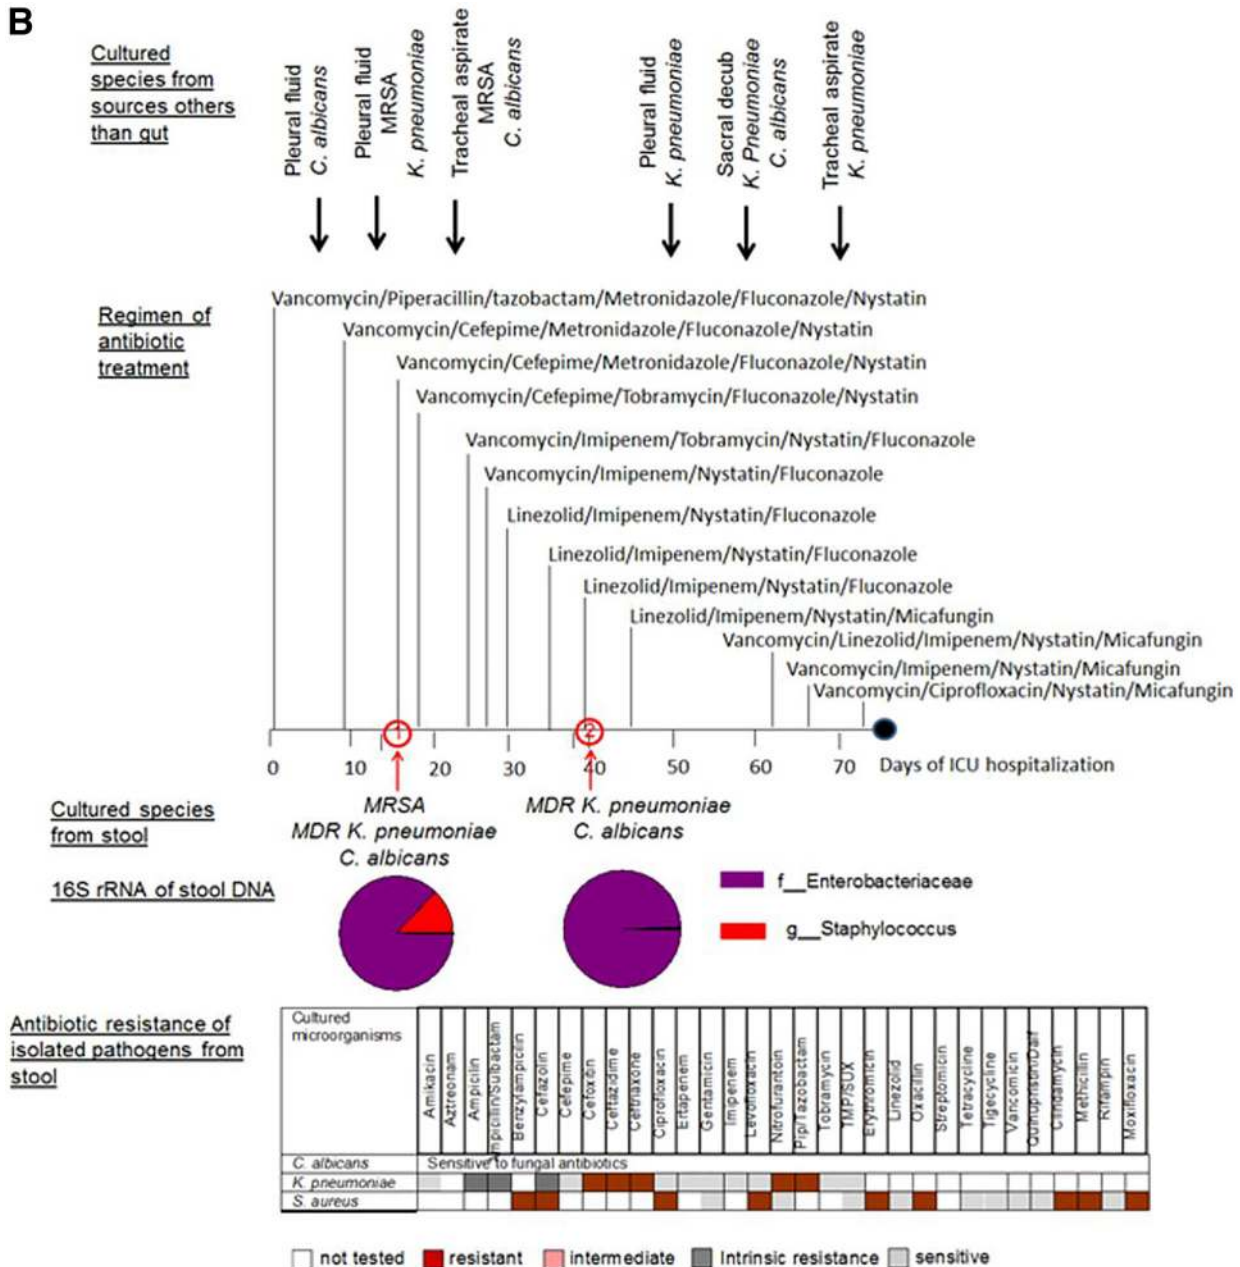 B
Cultured
species from
sources others
than gut
Pleural fluid
C. albicans
Pleural fluid
MRSA
K. pneumoniae
Tracheal aspirate
MRSA
C. albicans
Pleural fluid
K. pneumoniae
Sacral decub
K. Pneumoniae
C. albicans
Tracheal aspirate
K. pneumoniae
Regimen of
antibiotic
treatment
Vancomycin/Piperacillin/tazobactam/Metronidazole/Fluconazole/Nystatin
Vancomycin/Cefepime/Metronidazole/Fluconazole/Nystatin
Vancomycin/Cefepime/Metronidazole/Fluconazole/Nystatin
Vancomycin/Cefepime/Tobramycin/Fluconazole/Nystatin
Vancomycin/Imipenem/Tobramycin/Nystatin/Fluconazole
Vancomycin/Imipenem/Nystatin/Fluconazole
Linezolid/Imipenem/Nystatin/Fluconazole
Linezolid/Imipenem/Nystatin/Fluconazole
Linezolid/Imipenem/Nystatin/Fluconazole
Linezolid/Imipenem/Nystatin/Micafungin
Vancomycin/Linezolid/Imipenem/Nystatin/Micafungin
Vancomycin/Imipenem/Nystatin/Micafungin
Vancomycin/Ciprofloxacin/Nystatin/Micafungin
1 2
0 10 20 30 40 50 60 70 Days of ICU hospitalization
Cultured species
from stool
MRSA
MDR K. pneumoniae
C. albicans
MDR K. pneumoniae
C. albicans
16S rRNA of stool DNA
f__Enterobacteriaceae
g__Staphylococcus
Antibiotic resistance of
isolated pathogens from
stool
Cultured
microorganisms
Amikacin
Aztreonam
Ampicilin
Benzylampicilin
Cefazolin
Cefepime
Cefoxibin
Ceftazidime
Ceftriaxone
Ciprofloxacin
Ertapenem
Gentamicin
Imipenem
Levofloxacin
Nitrofurantoin
Pip/Tazobactam
Tobramycin
TMP/SUX
Erythromicin
Linezolid
Oxacillin
Streptomicin
Tetracycline
Tigecycline
Vancomicin
Clindamycin
Methicillin
Rifampin
Moxifloxacin
C. albicans Sensitive to fungal antibiotics
K. pneumoniae
S. aureus
not tested resistant intermediate Intrinsic resistance sensitive